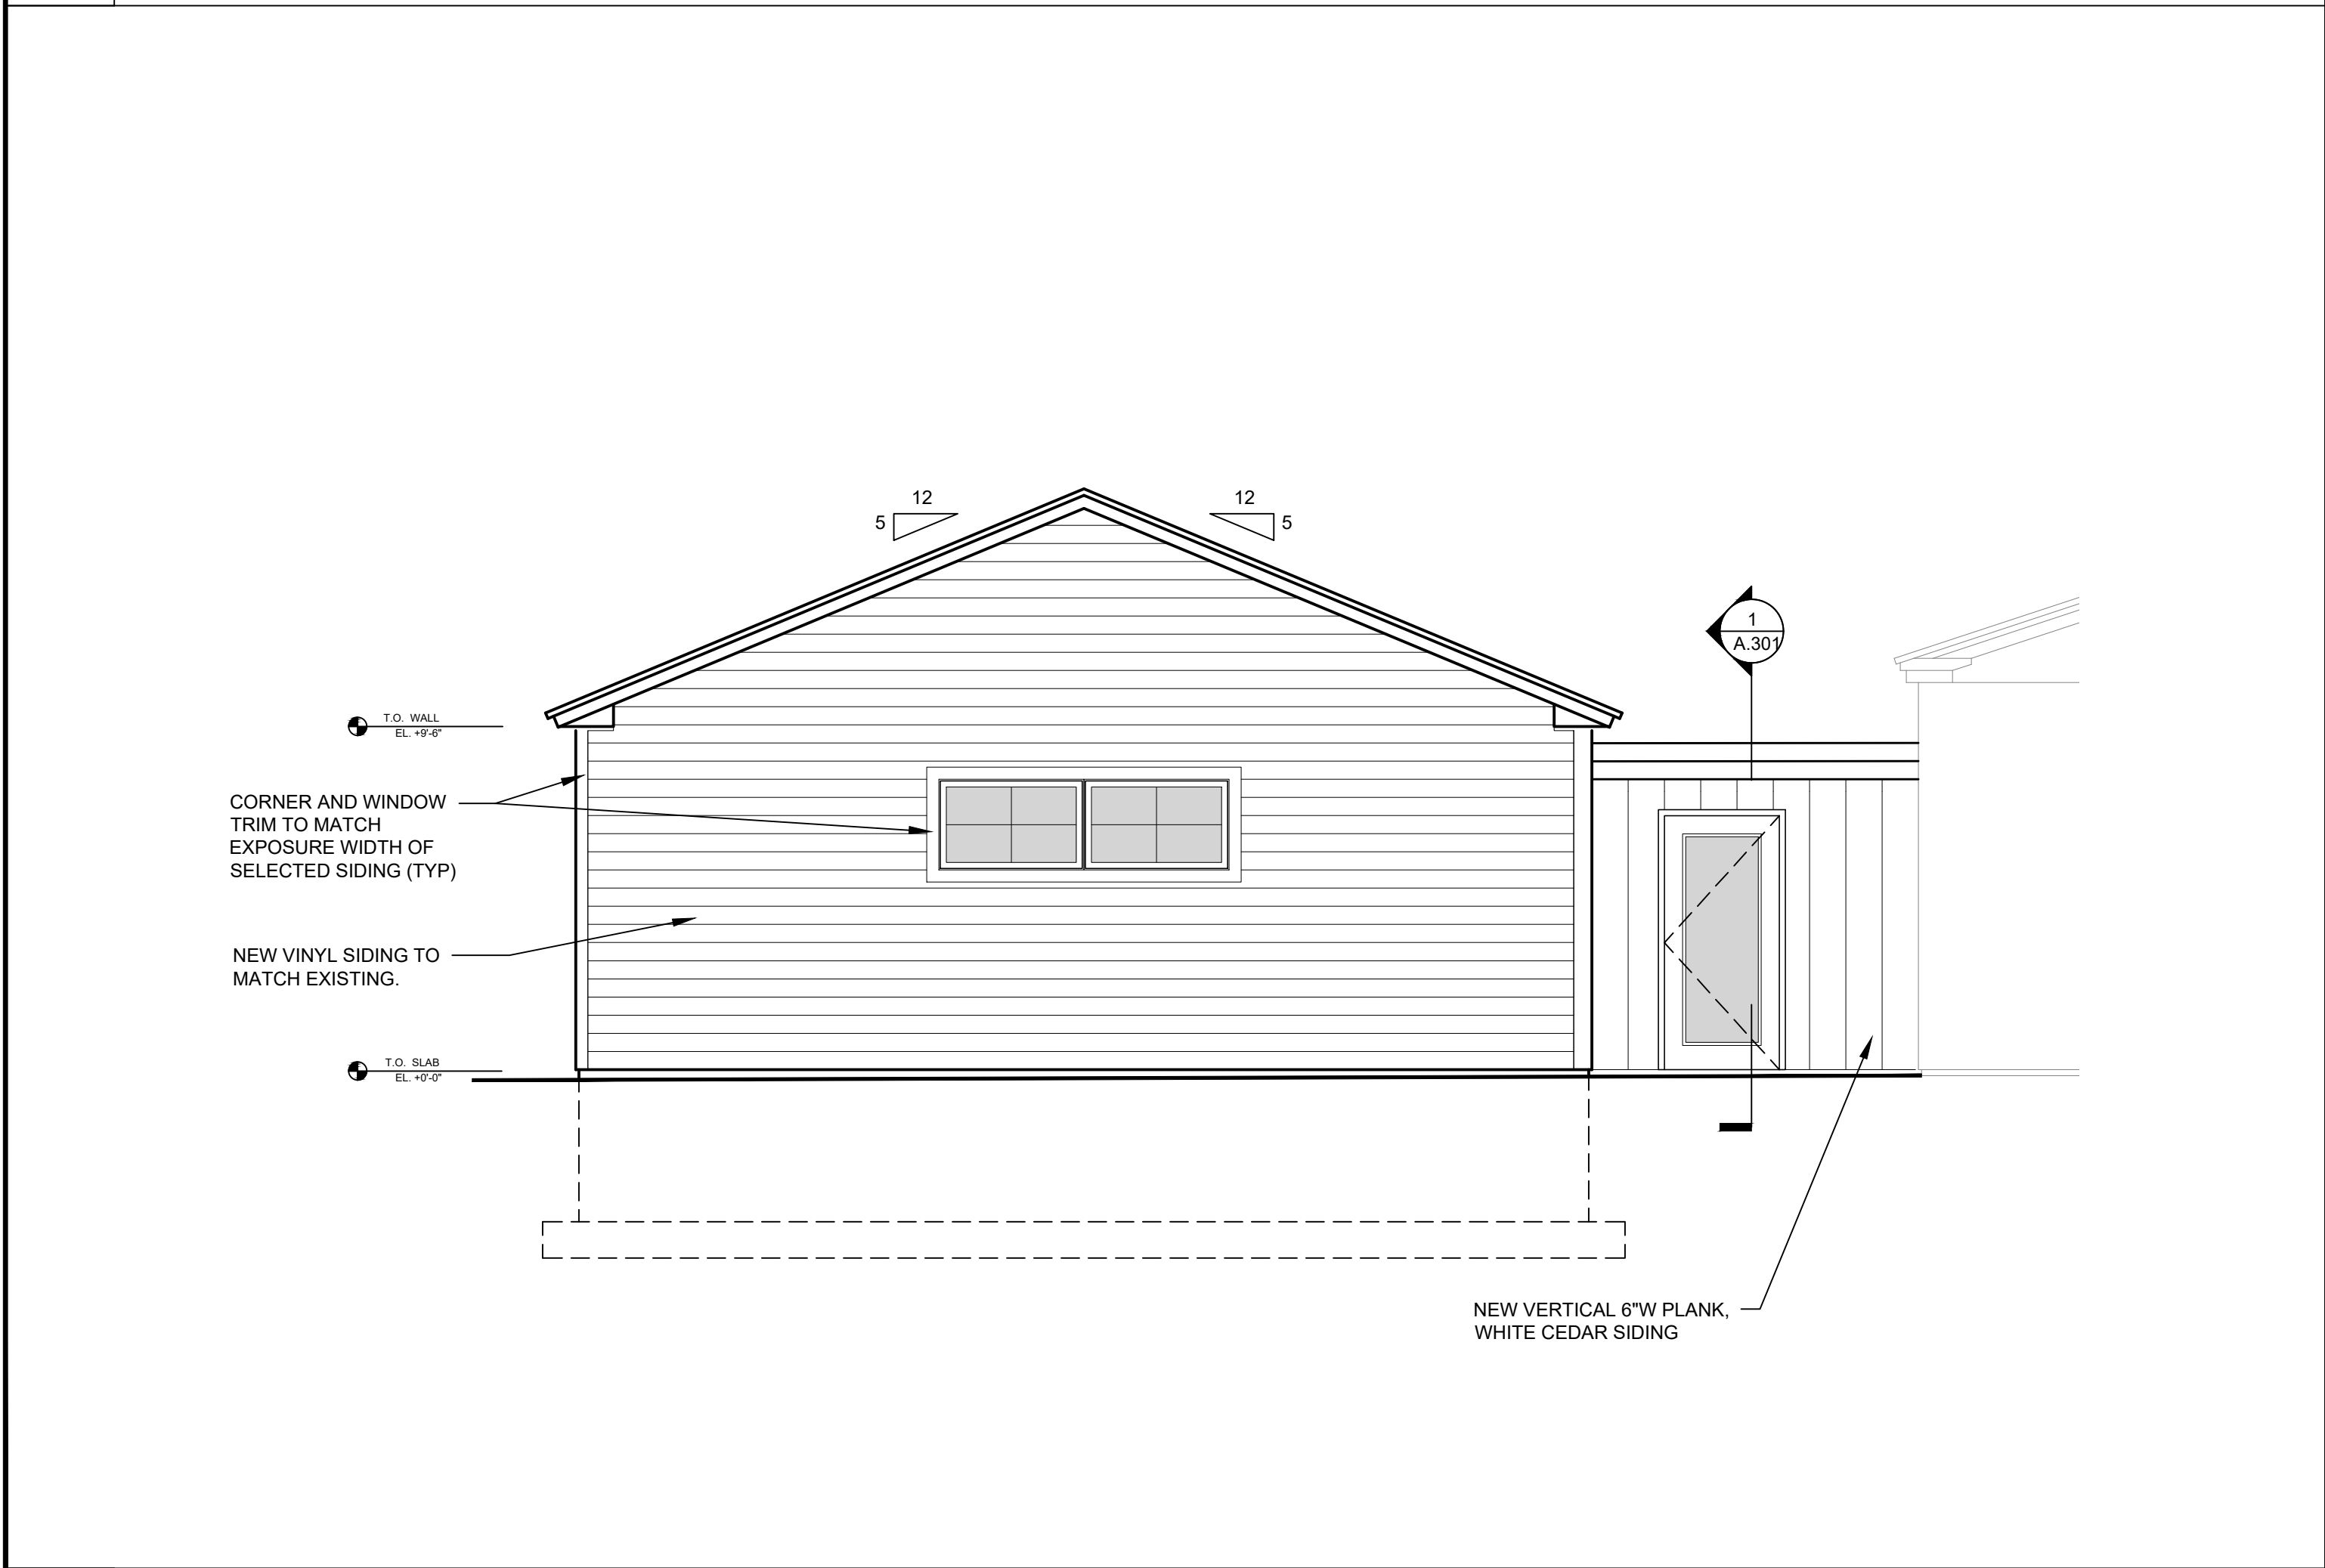 12
5
12
5
1
A.301
T.O. WALL
EL. +9'-6"
CORNER AND WINDOW
TRIM TO MATCH
EXPOSURE WIDTH OF
SELECTED SIDING (TYP)
NEW VINYL SIDING TO
MATCH EXISTING.
T.O. SLAB
EL. +0'-0"
NEW VERTICAL 6"W PLANK,
WHITE CEDAR SIDING